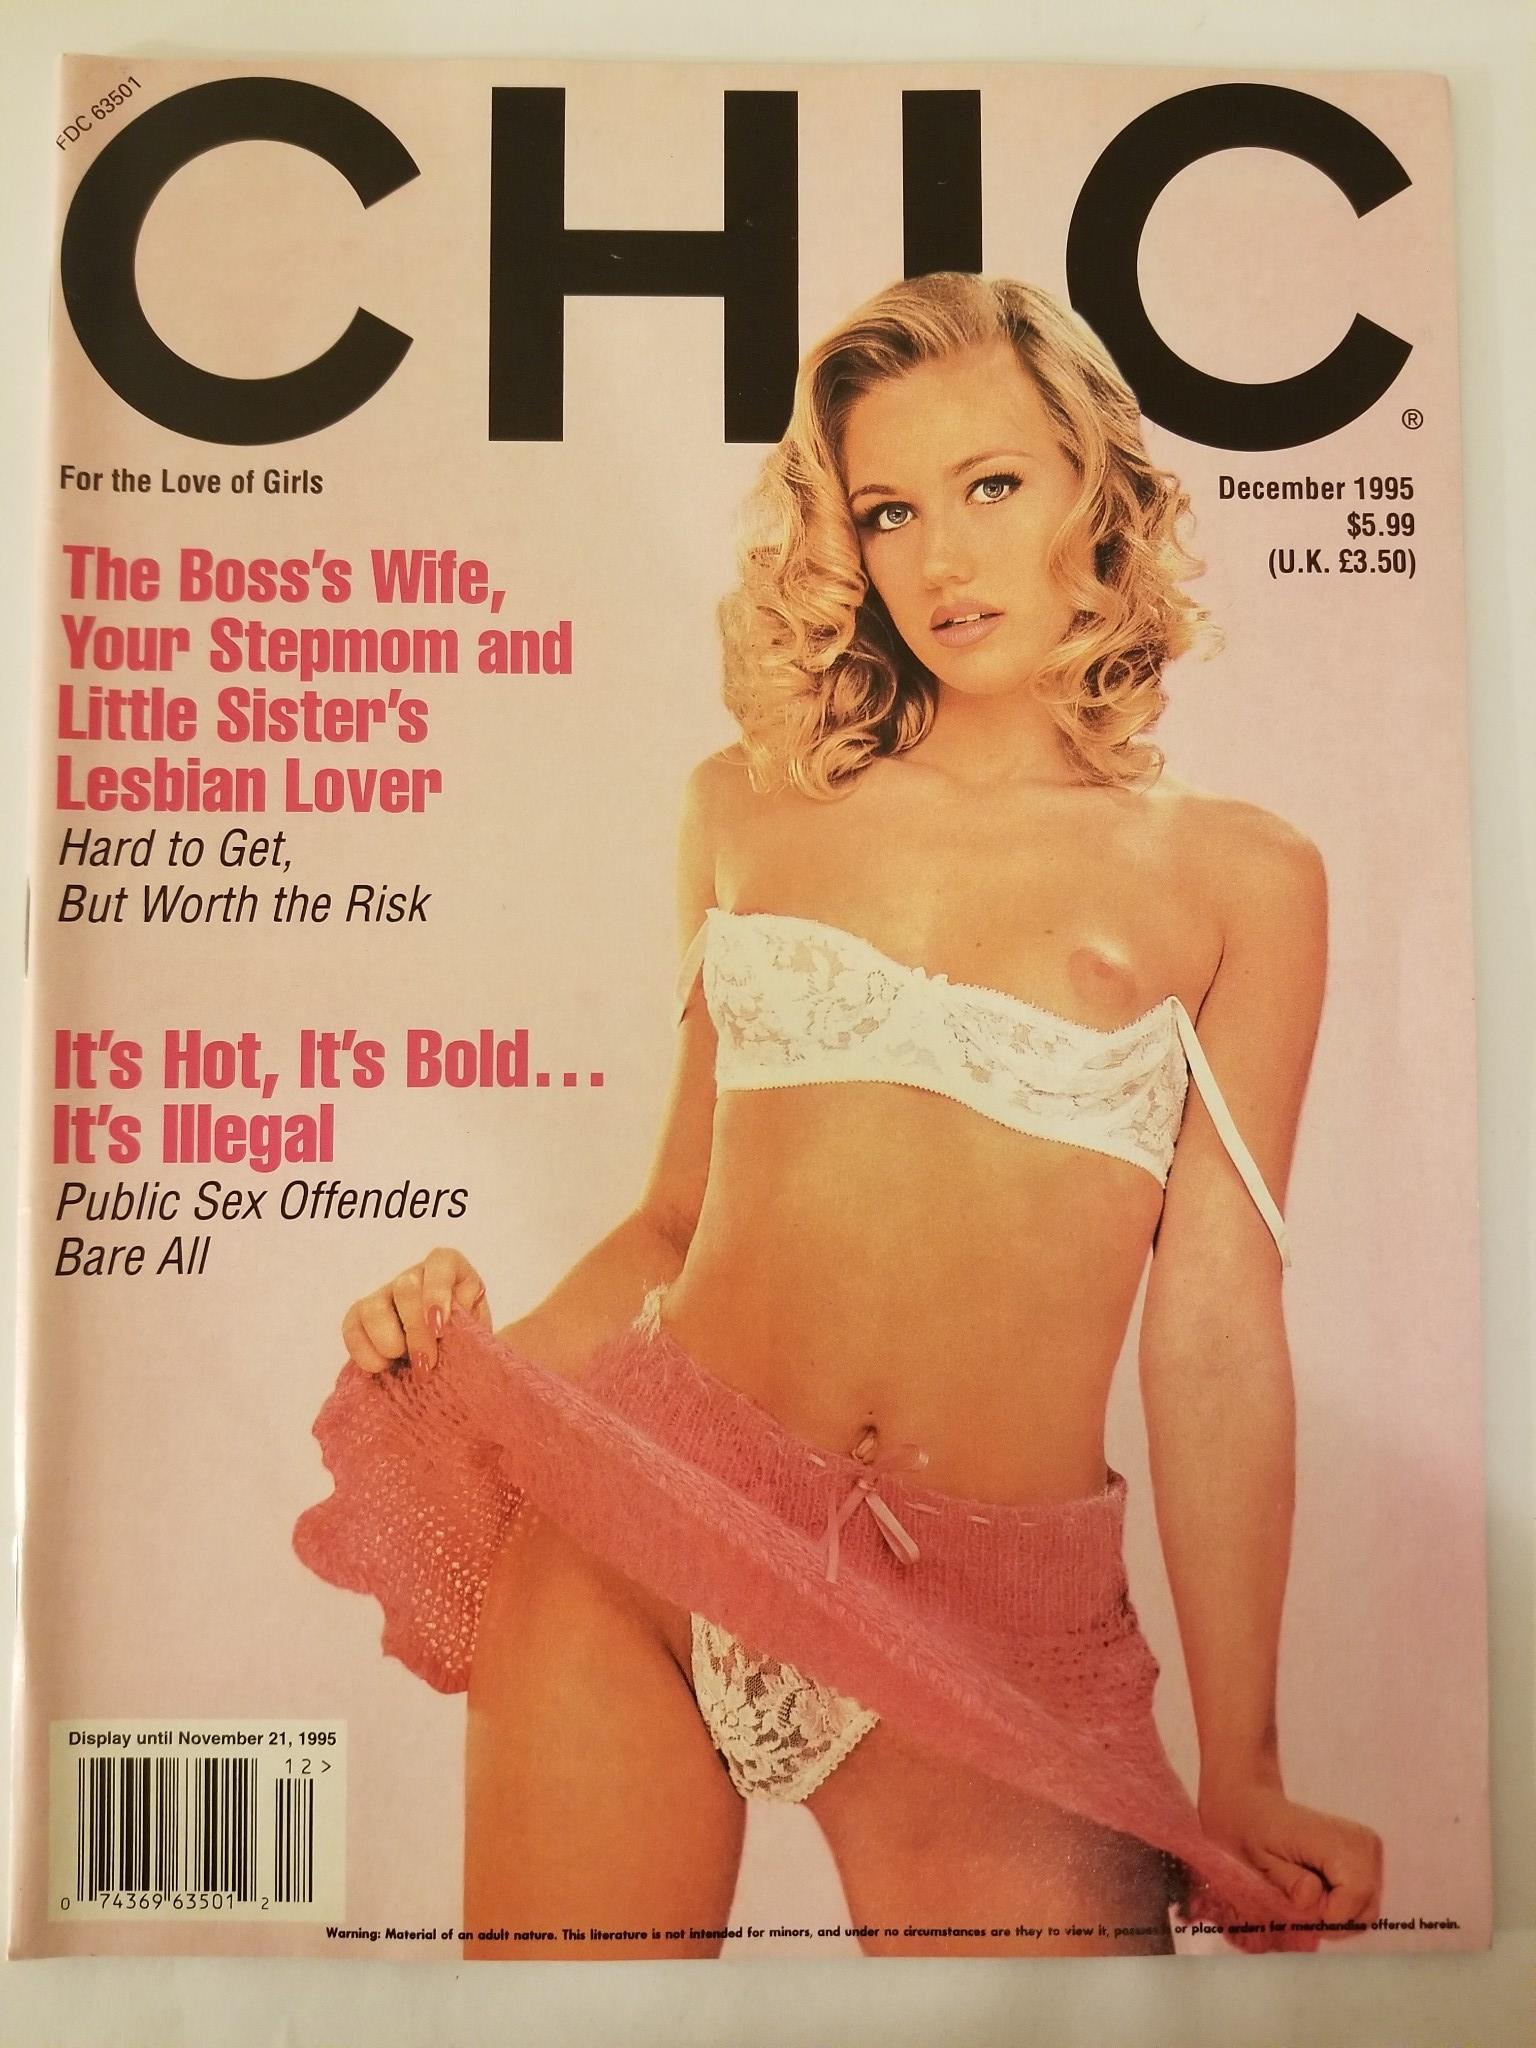 FDC 63501
CHIC
®
For the Love of Girls
December 1995
$5.99
(U.K. £3.50)
The Boss's Wife,
Your Stepmom and
Little Sister's
Lesbian Lover
Hard to Get,
But Worth the Risk
It's Hot, It's Bold...
It's Illegal
Public Sex Offenders
Bare All
Display until November 21, 1995
12>
0 74369 63501 2
Warning: Material of an adult nature. This literature is not intended for minors, and under no circumstances are they to view it, possess it or place orders for merchandise offered herein.